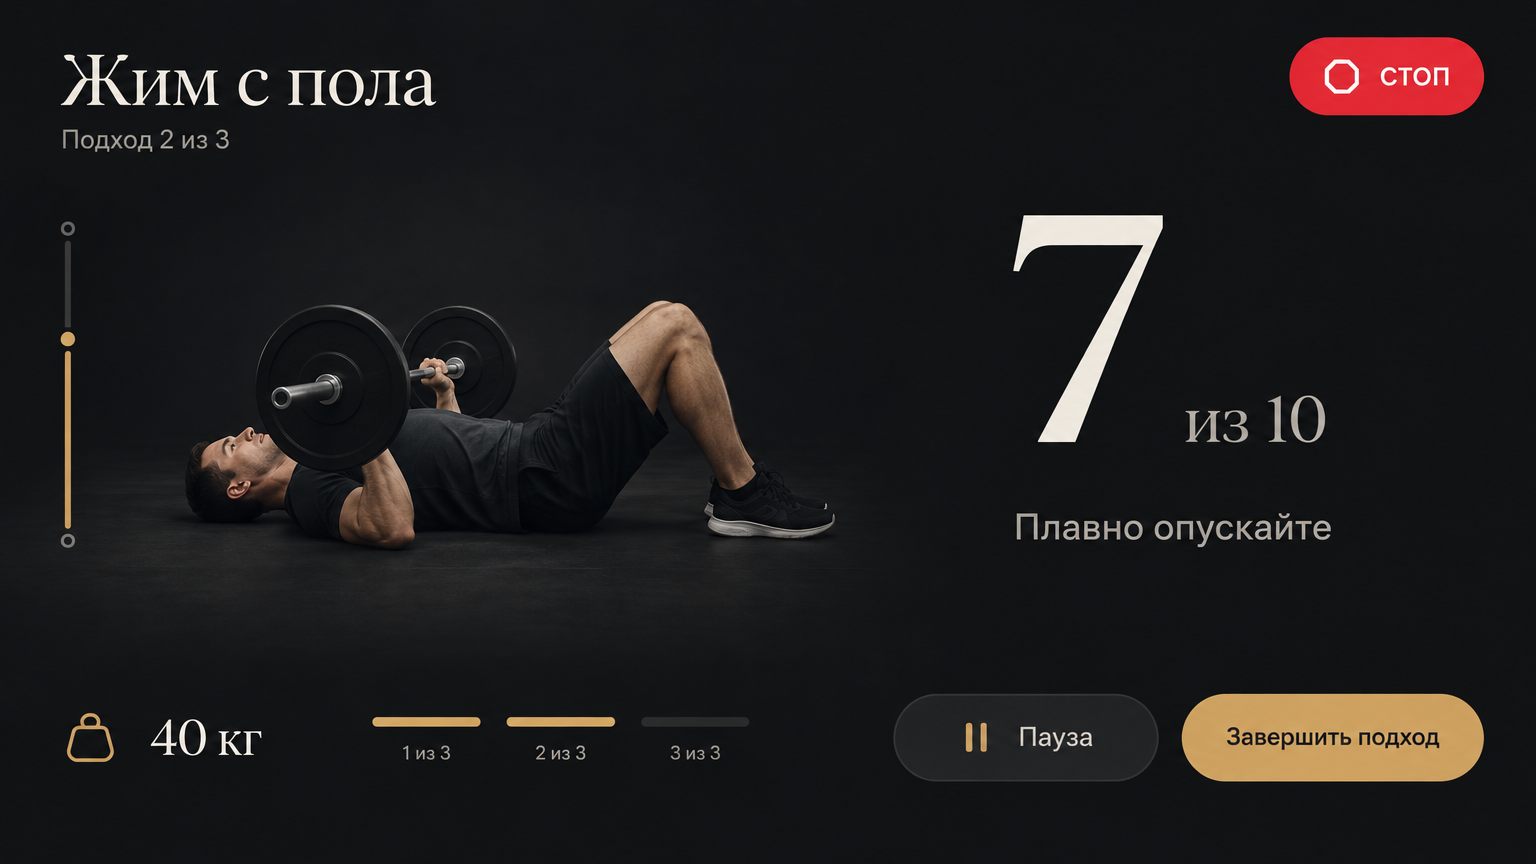 Жим с пола
Подход 2 из 3
СТОП
7 из 10
Плавно опускайте
40 кг
1 из 3
2 из 3
3 из 3
Пауза
Завершить подход